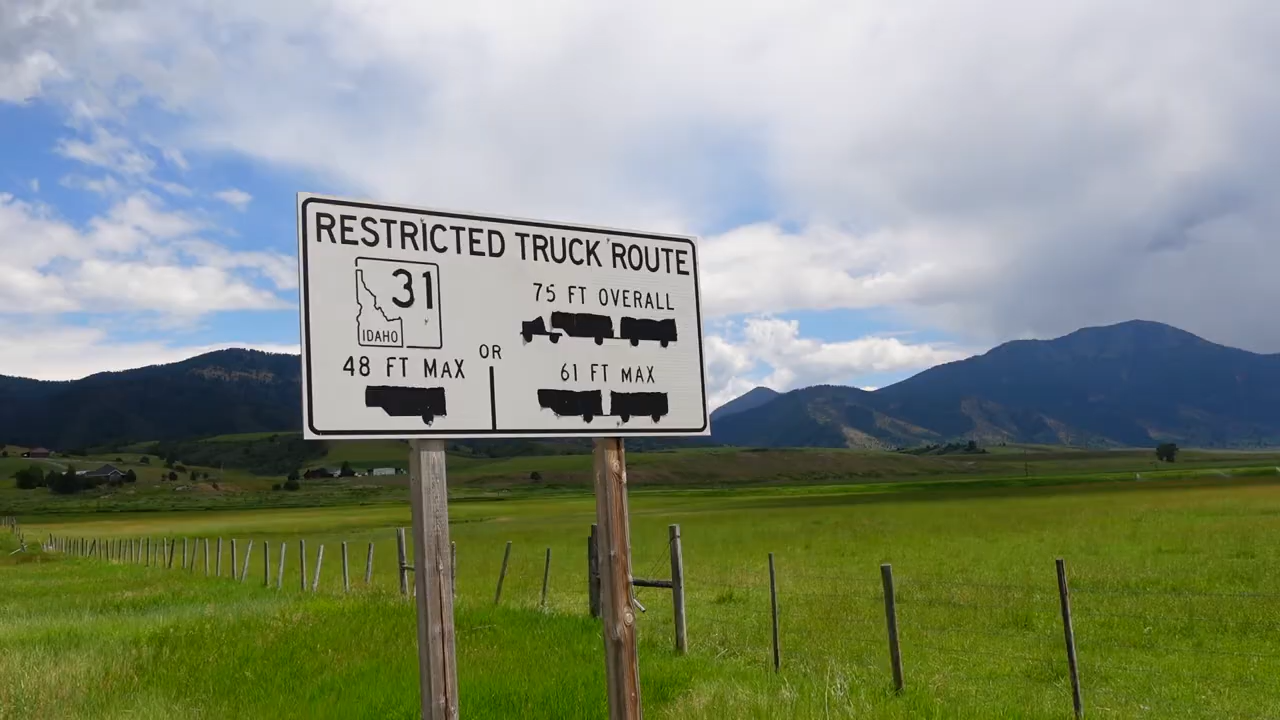 RESTRICTED TRUCK ROUTE
31
IDAHO
48 FT MAX
OR
75 FT OVERALL
61 FT MAX